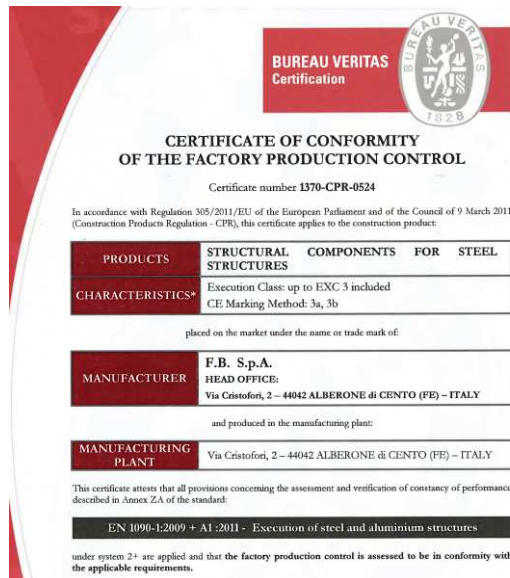 BUREAU VERITAS
Certification
BUREAU VERITAS
1828
CERTIFICATE OF CONFORMITY
OF THE FACTORY PRODUCTION CONTROL
Certificate number 1370-CPR-0524
In accordance with Regulation 305/2011/EU of the European Parliament and of the Council of 9 March 2011
(Construction Products Regulation - CPR), this certificate applies to the construction product:
PRODUCTS
STRUCTURAL COMPONENTS FOR STEEL
STRUCTURES
CHARACTERISTICS*
Execution Class: up to EXC 3 included
CE Marking Method: 3a, 3b
placed on the market under the name or trade mark of:
MANUFACTURER
F.B. S.p.A.
HEAD OFFICE:
Via Cristofori, 2 – 44042 ALBERONE di CENTO (FE) – ITALY
and produced in the manufacturing plant:
MANUFACTURING
PLANT
Via Cristofori, 2 – 44042 ALBERONE di CENTO (FE) – ITALY
This certificate attests that all provisions concerning the assessment and verification of constancy of performance
described in Annex ZA of the standard:
EN 1090-1:2009 + A1 :2011 - Execution of steel and aluminium structures
under system 2+ are applied and that the factory production control is assessed to be in conformity with
the applicable requirements.